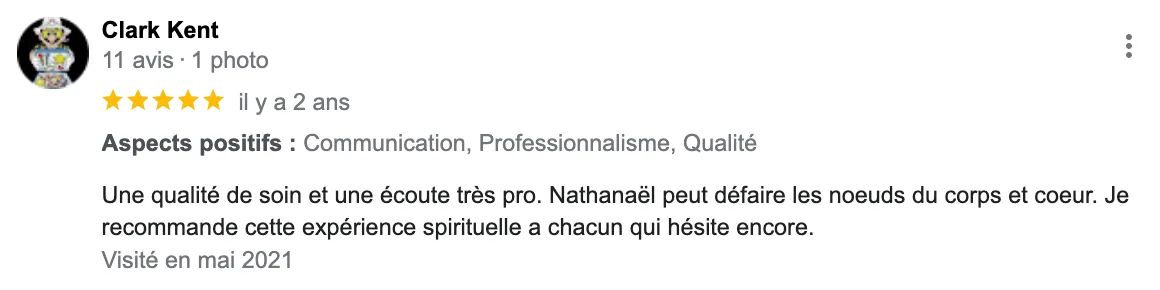 Clark Kent
11 avis · 1 photo
il y a 2 ans
Aspects positifs : Communication, Professionnalisme, Qualité
Une qualité de soin et une écoute très pro. Nathanaël peut défaire les noeuds du corps et coeur. Je
recommande cette expérience spirituelle a chacun qui hésite encore.
Visité en mai 2021